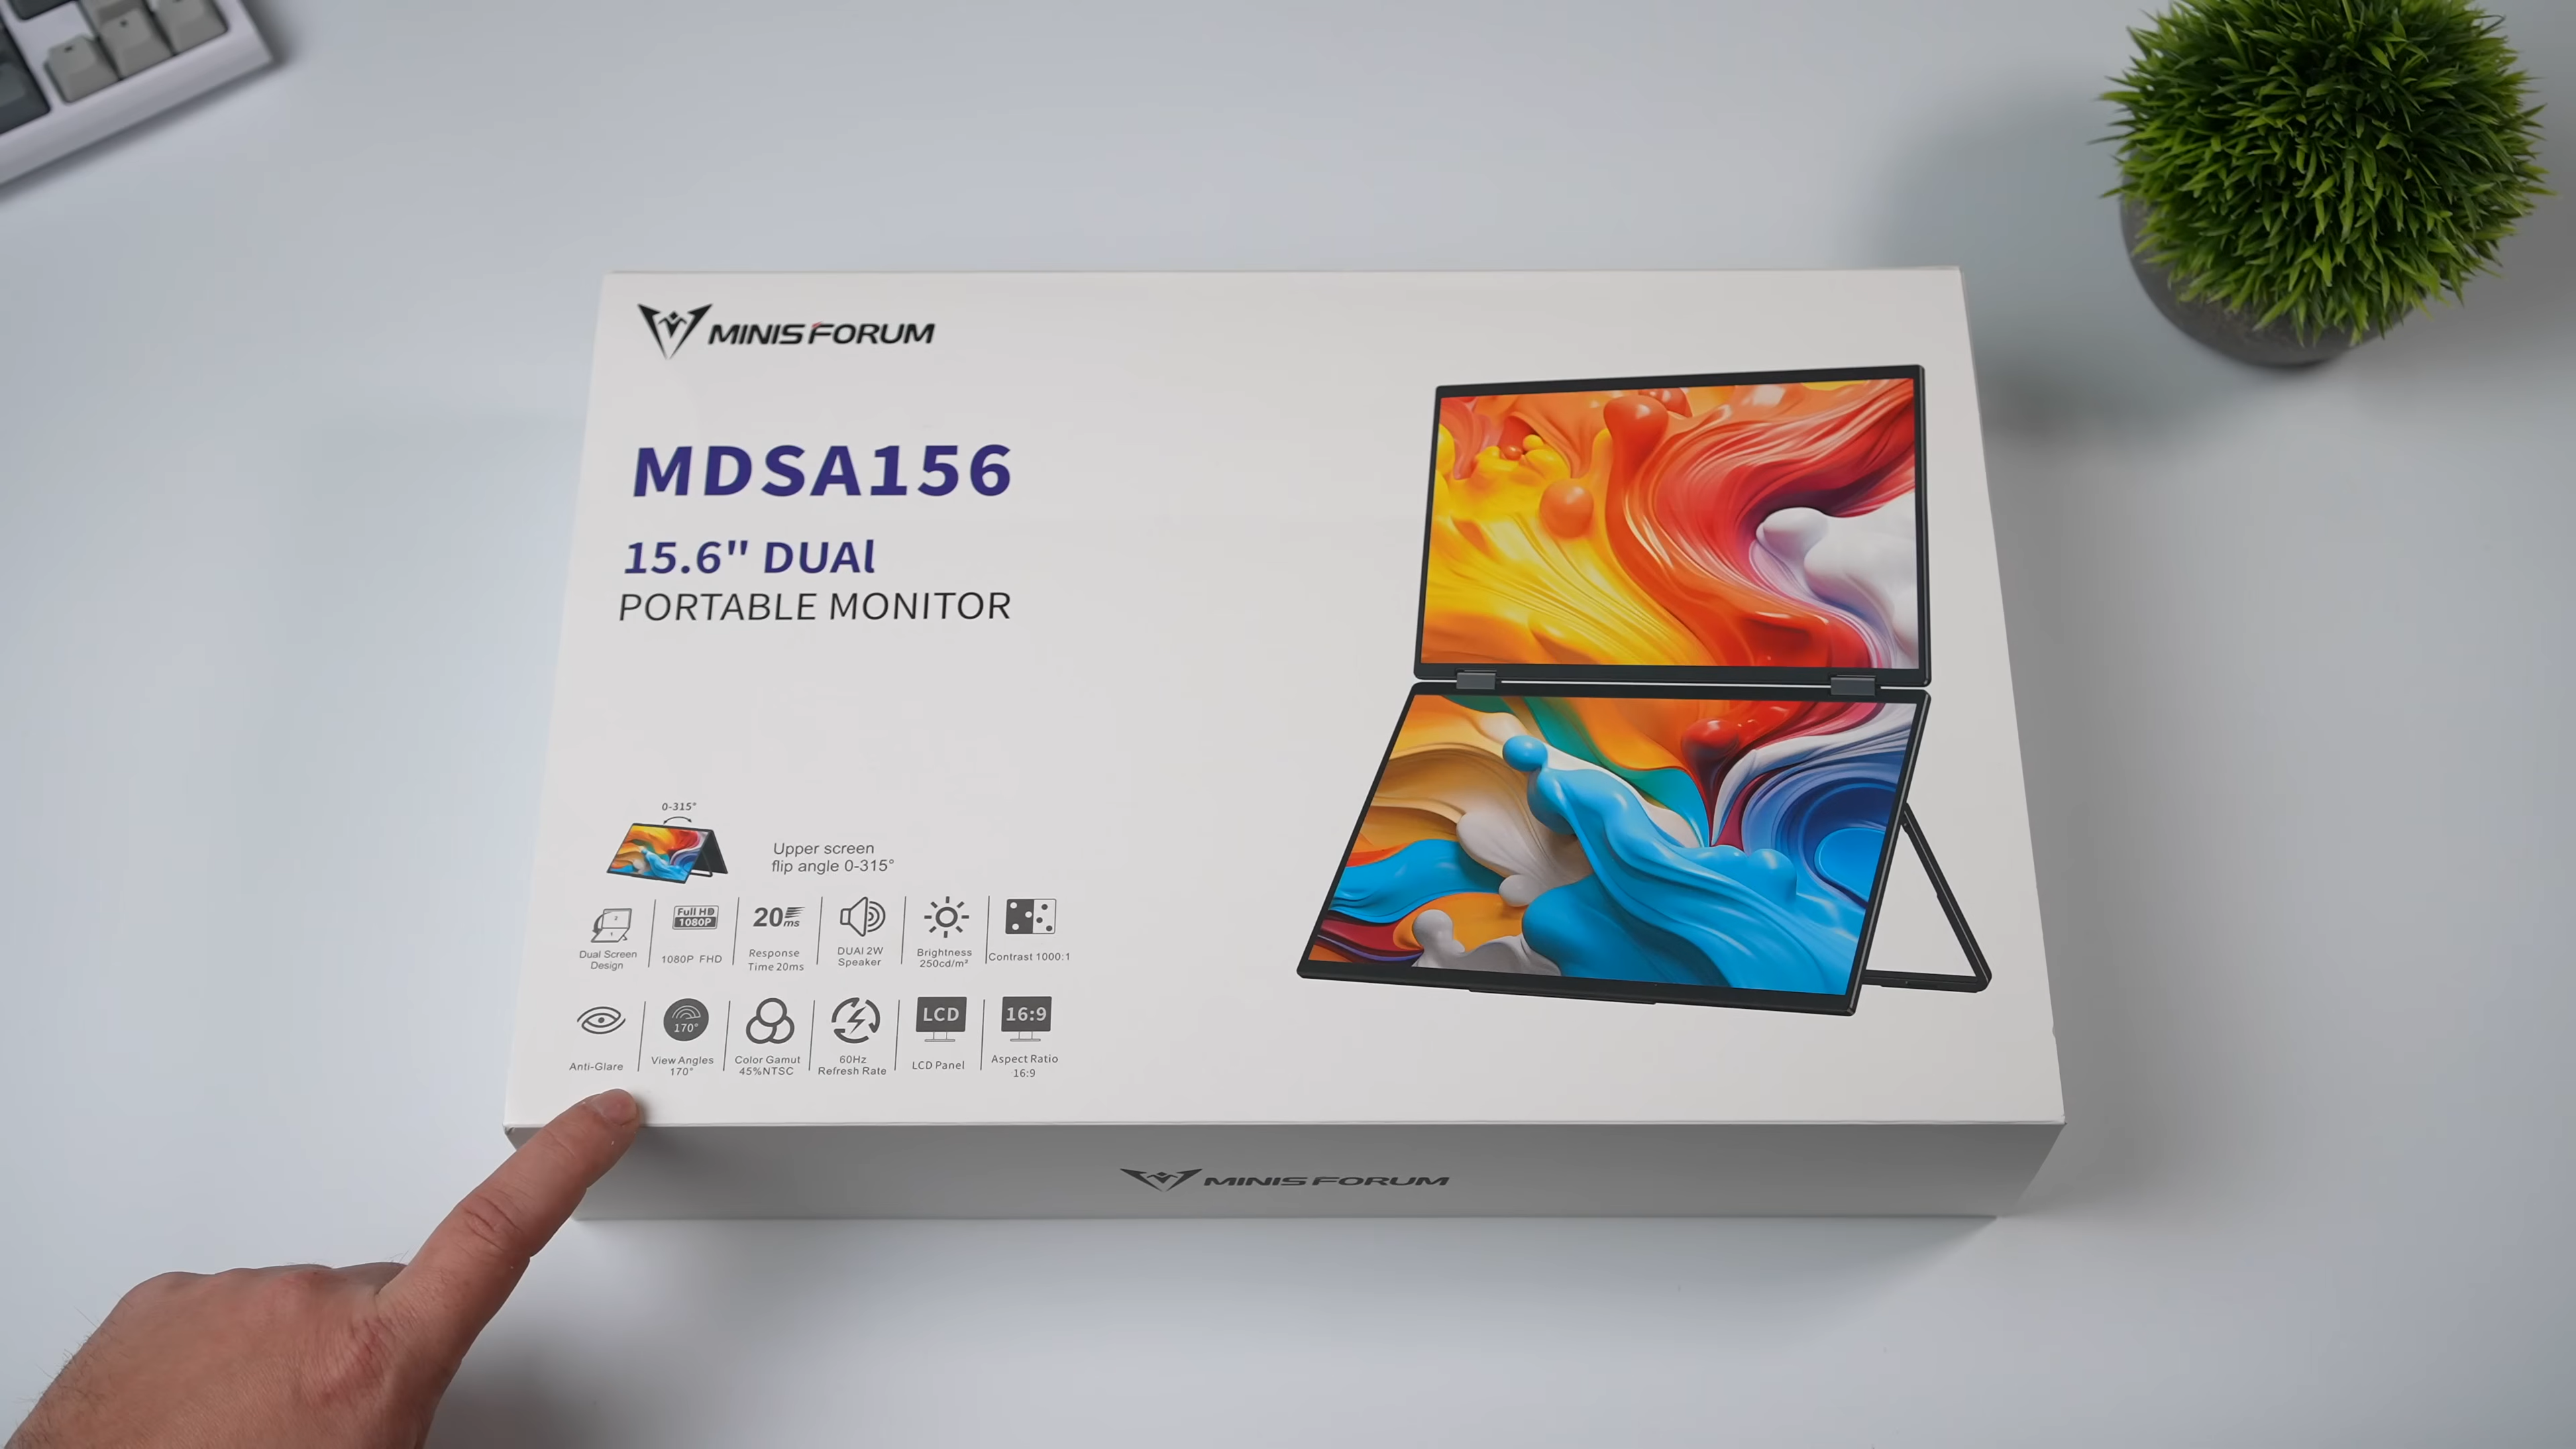 MINISFORUM
MDSA156
15.6" DUAl
PORTABLE MONITOR
0-315°
Upper screen
flip angle 0-315°
2
1
Dual Screen
Design
Full HD
1080P
1080P FHD
20ms
Response
Time 20ms
DUAl 2W
Speaker
Brightness
250cd/m²
Contrast 1000:1
Anti-Glare
170°
View Angles
170°
Color Gamut
45%NTSC
60Hz
Refresh Rate
LCD
LCD Panel
16:9
Aspect Ratio
16:9
MINISFORUM